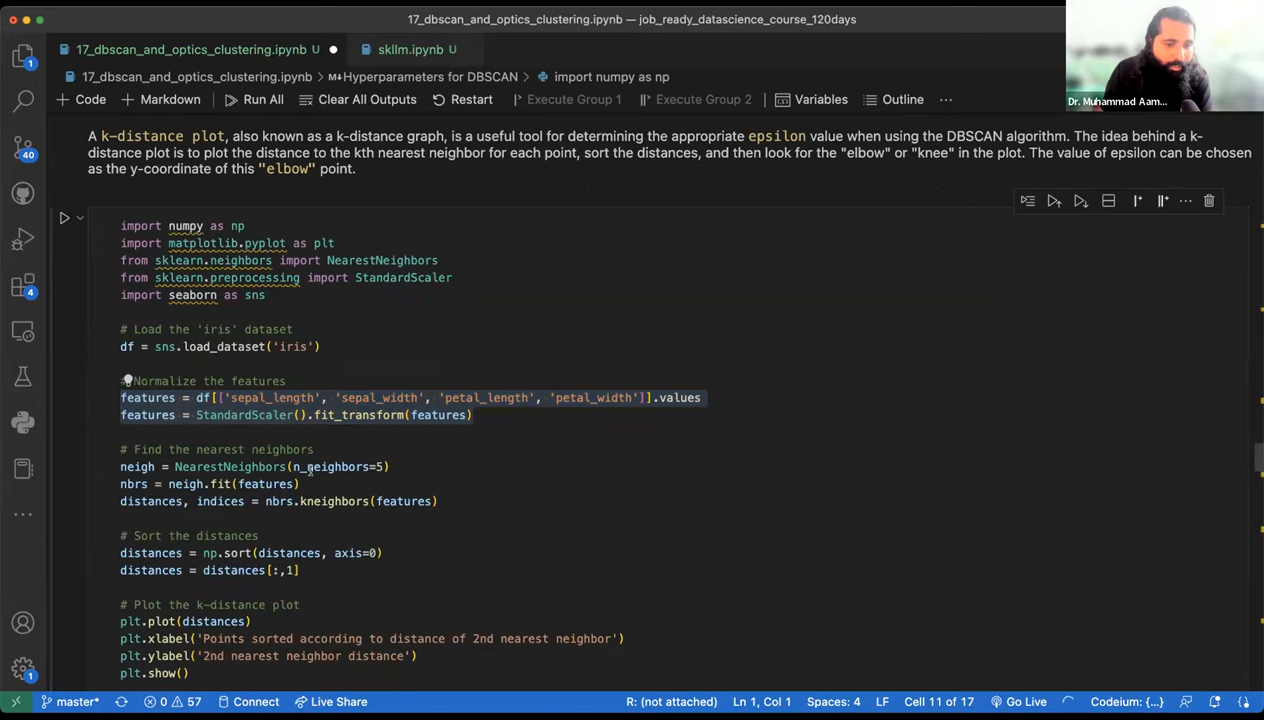 17_dbscan_and_optics_clustering.ipynb — job_ready_datascience_course_120days
17_dbscan_and_optics_clustering.ipynb U skllm.ipynb U
17_dbscan_and_optics_clustering.ipynb > M↓Hyperparameters for DBSCAN > import numpy as np
+ Code + Markdown Run All Clear All Outputs Restart Execute Group 1 Execute Group 2 Variables Outline ...
Dr. Muhammad Aam...
A k-distance plot, also known as a k-distance graph, is a useful tool for determining the appropriate epsilon value when using the DBSCAN algorithm. The idea behind a k-
distance plot is to plot the distance to the kth nearest neighbor for each point, sort the distances, and then look for the "elbow" or "knee" in the plot. The value of epsilon can be chosen
as the y-coordinate of this "elbow" point.
import numpy as np
import matplotlib.pyplot as plt
from sklearn.neighbors import NearestNeighbors
from sklearn.preprocessing import StandardScaler
import seaborn as sns
# Load the 'iris' dataset
df = sns.load_dataset('iris')
# Normalize the features
features = df[['sepal_length', 'sepal_width', 'petal_length', 'petal_width']].values
features = StandardScaler().fit_transform(features)
# Find the nearest neighbors
neigh = NearestNeighbors(n_neighbors=5)
nbrs = neigh.fit(features)
distances, indices = nbrs.kneighbors(features)
# Sort the distances
distances = np.sort(distances, axis=0)
distances = distances[:,1]
# Plot the k-distance plot
plt.plot(distances)
plt.xlabel('Points sorted according to distance of 2nd nearest neighbor')
plt.ylabel('2nd nearest neighbor distance')
plt.show()
1
40
4
1
master* 0 57 Connect Live Share R: (not attached) Ln 1, Col 1 Spaces: 4 LF Cell 11 of 17 Go Live Codeium: {...}